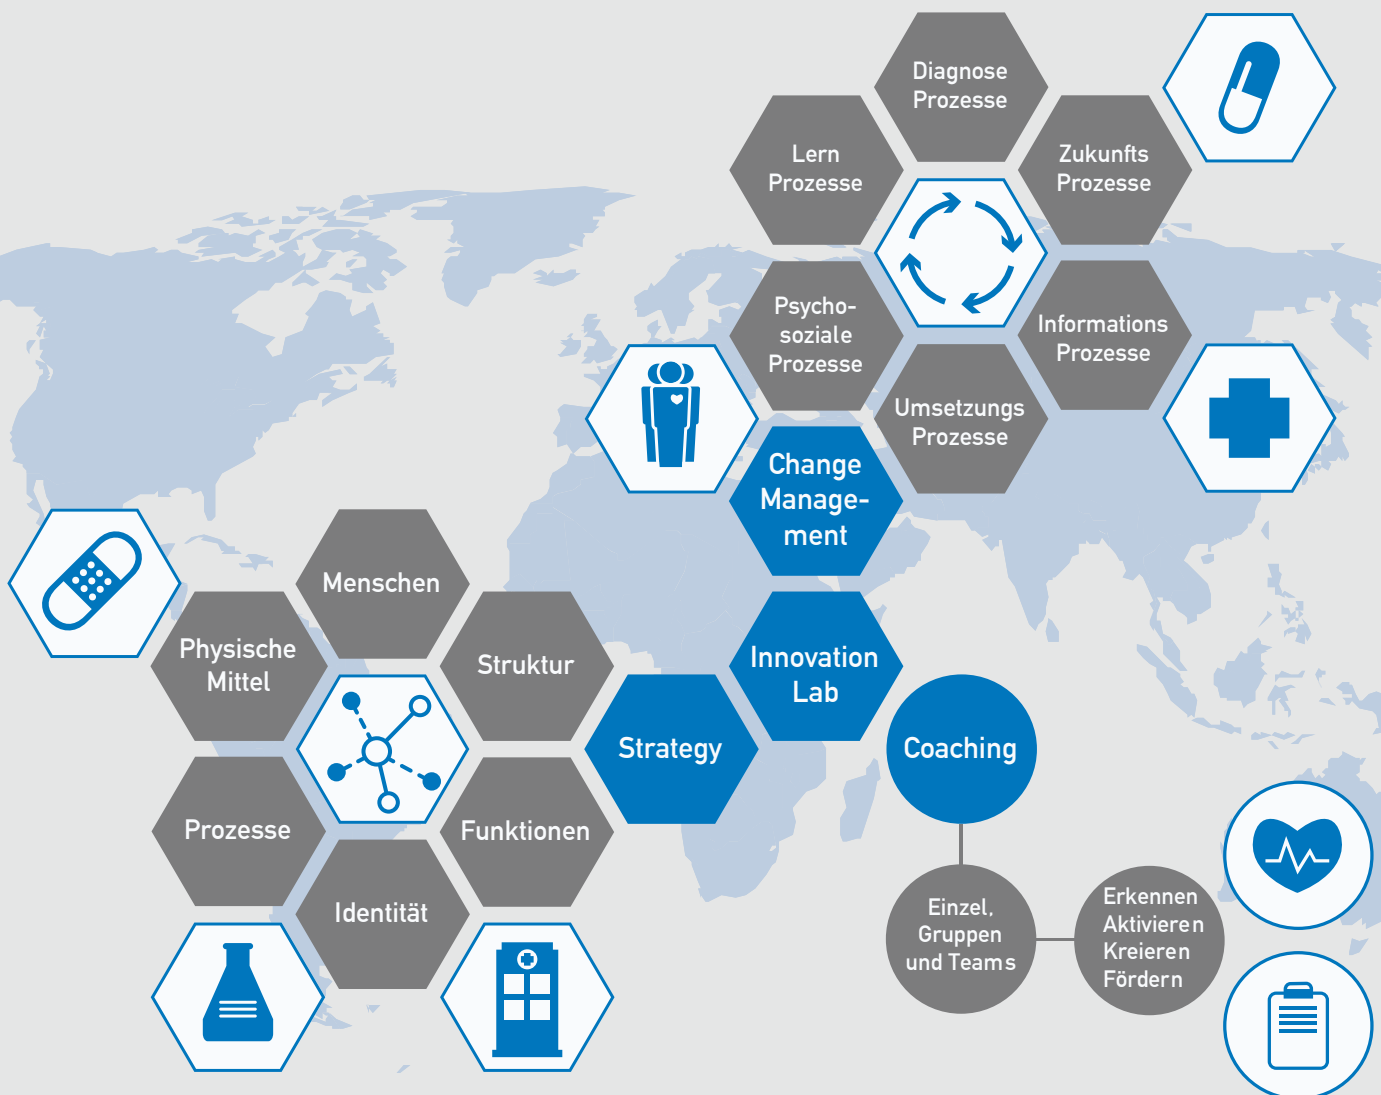 Diagnose
Prozesse
Lern
Prozesse
Zukunfts
Prozesse
Psycho-
soziale
Prozesse
Informations
Prozesse
Umsetzungs
Prozesse
Change
Manage-
ment
Menschen
Physische
Mittel
Struktur
Innovation
Lab
Strategy
Coaching
Prozesse
Funktionen
Identität
Einzel,
Gruppen
und Teams
Erkennen
Aktivieren
Kreieren
Fördern